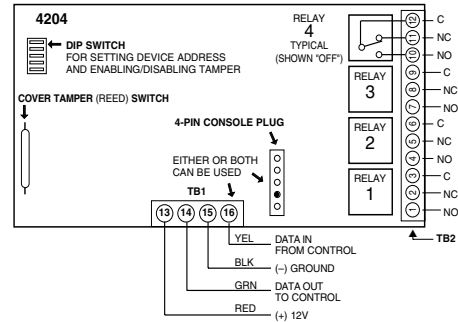 4204
DIP SWITCH
FOR SETTING DEVICE ADDRESS
AND ENABLING/DISABLING TAMPER
COVER TAMPER (REED) SWITCH
4-PIN CONSOLE PLUG
EITHER OR BOTH
CAN BE USED
TB1
13 14 15 16
YEL DATA IN
FROM CONTROL
BLK (–) GROUND
GRN DATA OUT
TO CONTROL
RED (+) 12V
RELAY
4
TYPICAL
(SHOWN "OFF")
RELAY
3
RELAY
2
RELAY
1
12 C
11 NC
10 NO
9 C
8 NC
7 NO
6 C
5 NC
4 NO
3 C
2 NC
1 NO
TB2